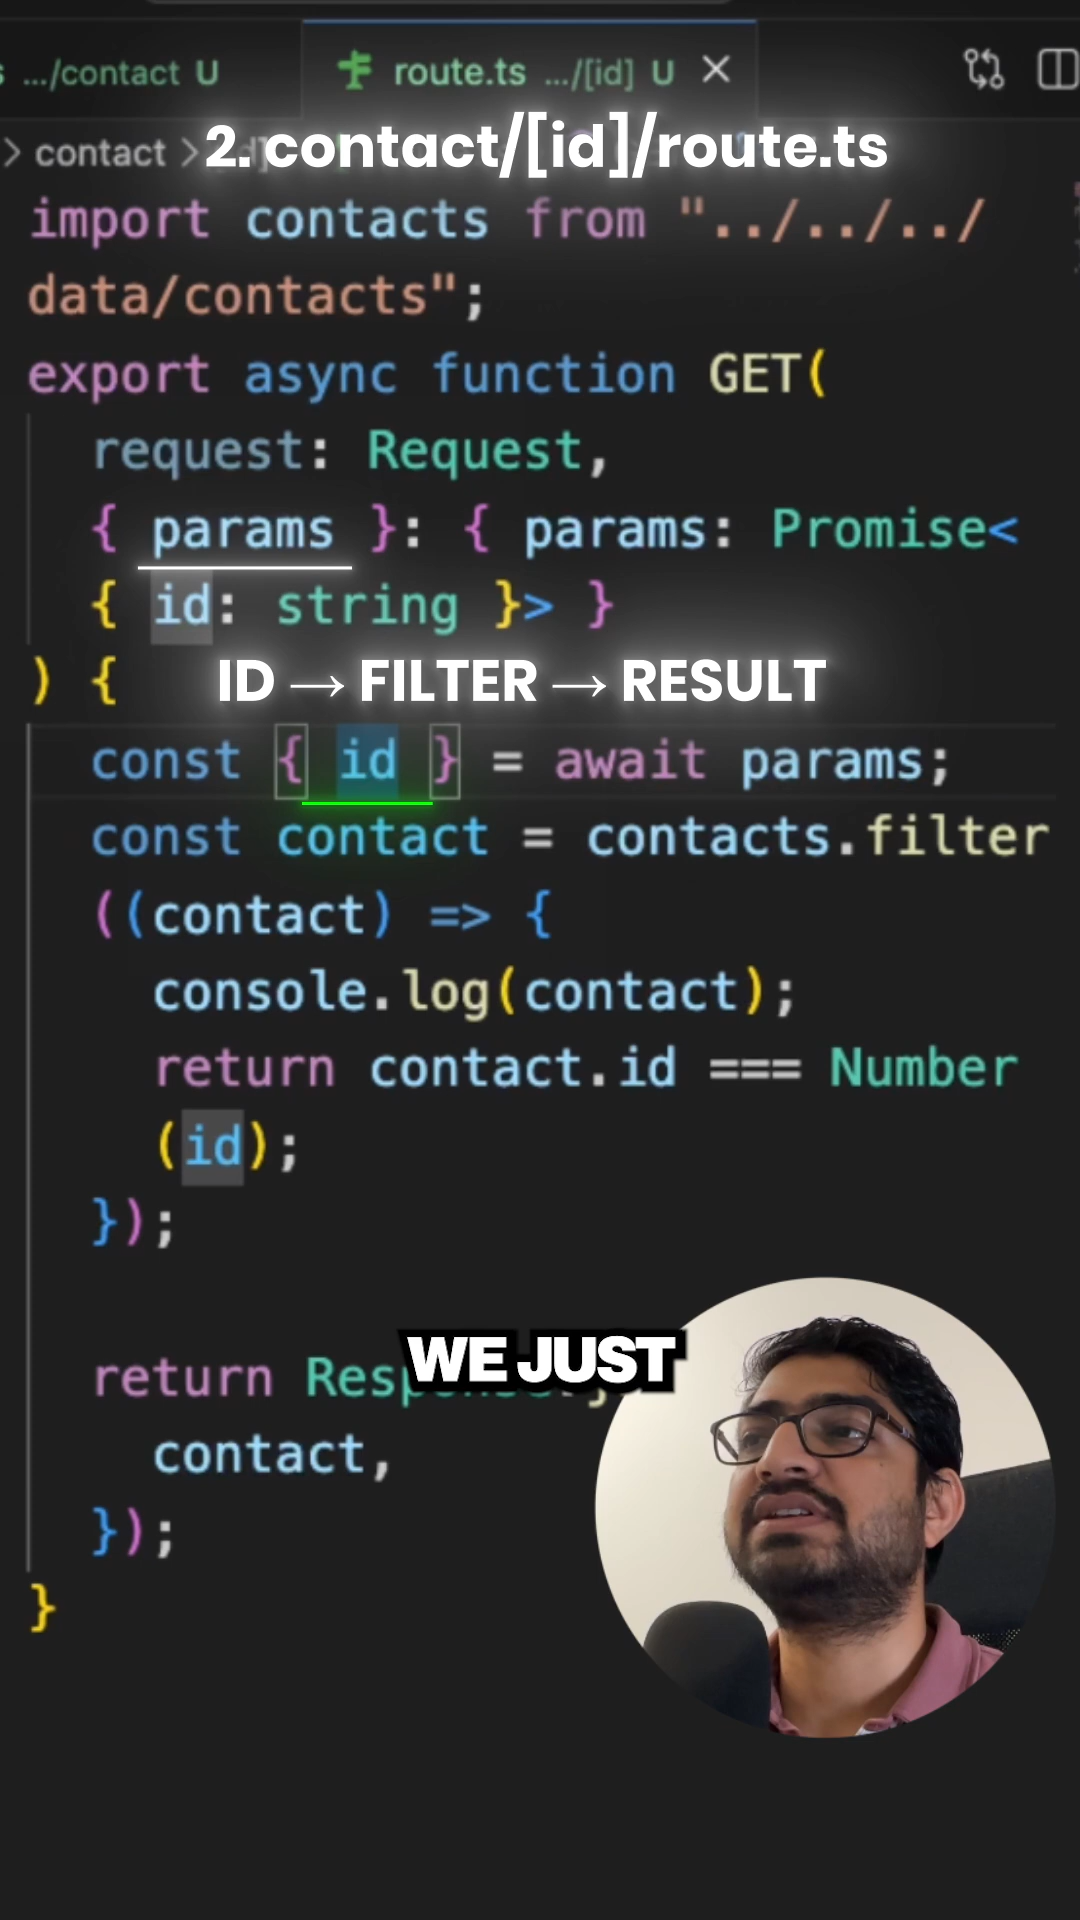 .../contact U
route.ts .../[id] U
contact >
2. contact/[id]/route.ts
import contacts from "../../../
data/contacts";
export async function GET(
request: Request,
{ params }: { params: Promise<
{ id: string }> }
) {
ID → FILTER → RESULT
const { id } = await params;
const contact = contacts.filter
((contact) => {
console.log(contact);
return contact.id === Number
(id);
});
WE JUST
return
contact,
});
}